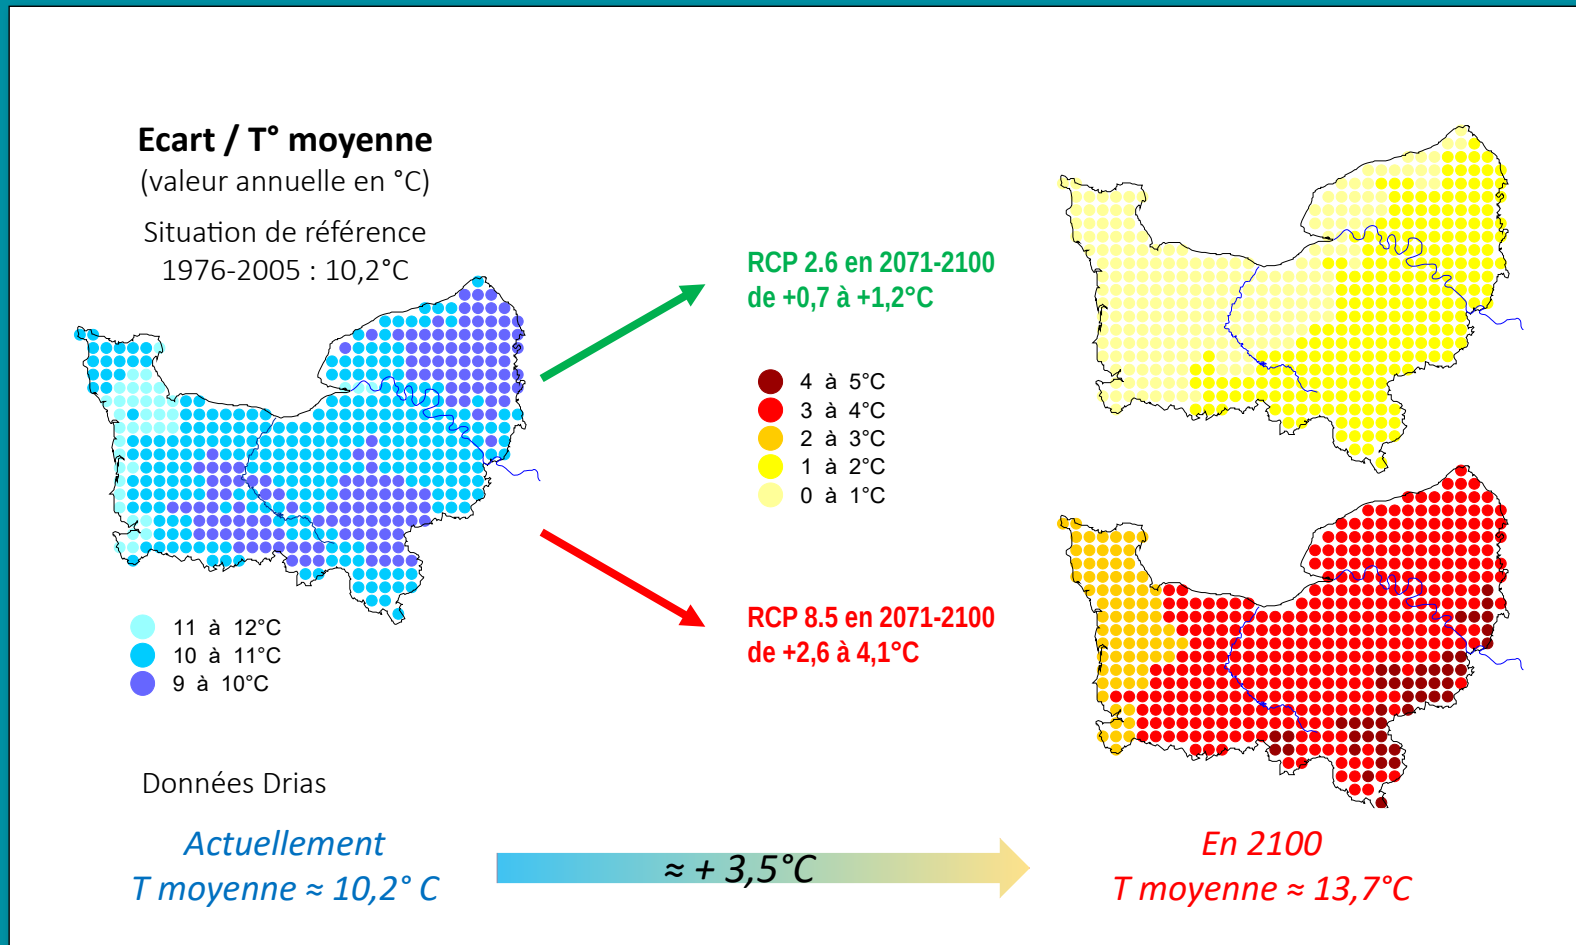 Ecart / T° moyenne
(valeur annuelle en °C)
Situation de référence
1976-2005 : 10,2°C
RCP 2.6 en 2071-2100
de +0,7 à +1,2°C
4 à 5°C
3 à 4°C
2 à 3°C
1 à 2°C
0 à 1°C
RCP 8.5 en 2071-2100
de +2,6 à 4,1°C
11 à 12°C
10 à 11°C
9 à 10°C
Données Drias
Actuellement
T moyenne ≈ 10,2° C
≈ + 3,5°C
En 2100
T moyenne ≈ 13,7°C